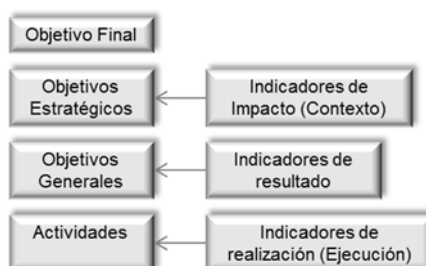 Objetivo Final
Objetivos
Estratégicos
Indicadores de
Impacto (Contexto)
Objetivos
Generales
Indicadores de
resultado
Actividades
Indicadores de
realización (Ejecución)